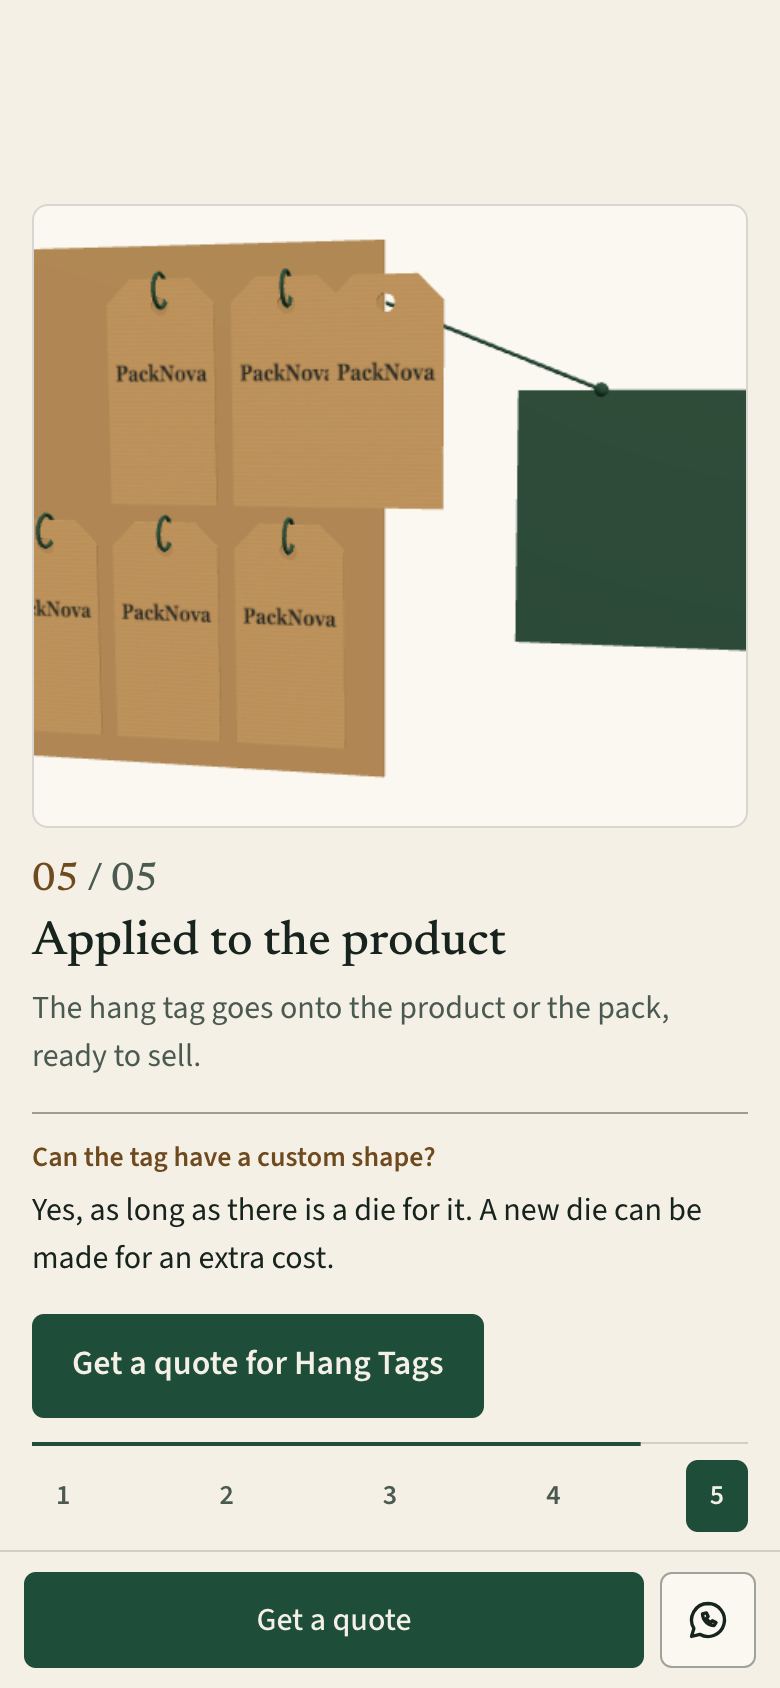 PackNova
PackNova
PackNova
PackNova
PackNova
05 / 05
Applied to the product
The hang tag goes onto the product or the pack,
ready to sell.
Can the tag have a custom shape?
Yes, as long as there is a die for it. A new die can be
made for an extra cost.
Get a quote for Hang Tags
1
2
3
4
5
Get a quote